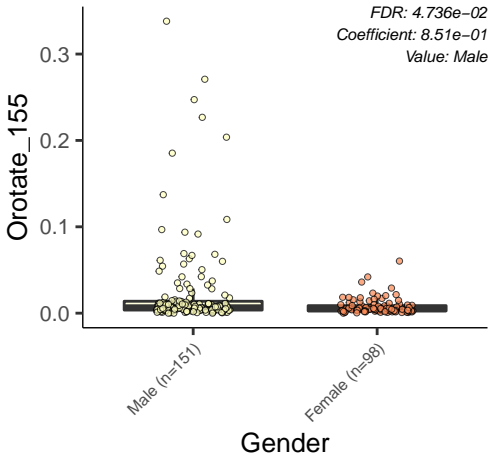 FDR: 4.736e−02
Coefficient: 8.51e−01
Value: Male
Orotate_155
0.3
0.2
0.1
0.0
Male (n=151)
Female (n=98)
Gender